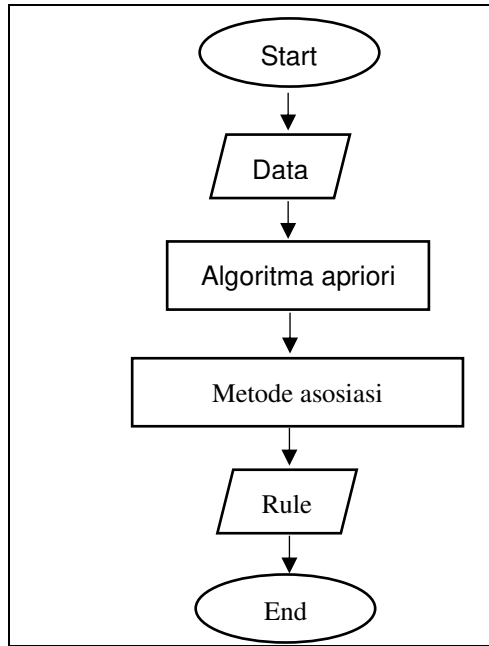 Start
Data
Algoritma apriori
Metode asosiasi
Rule
End